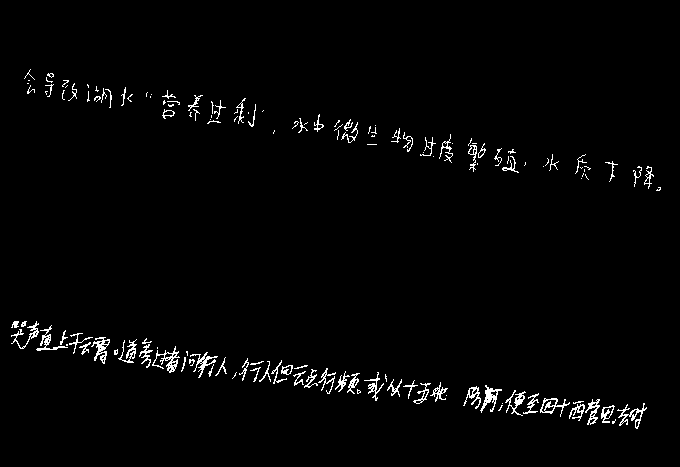 会导改湖水“营养过剩”，水中微生物过度繁殖，水质下降。
哭声直上干云霄。道旁过者问行人，行人但云点行频。或从十五北 防河，便至四十西营田。去时